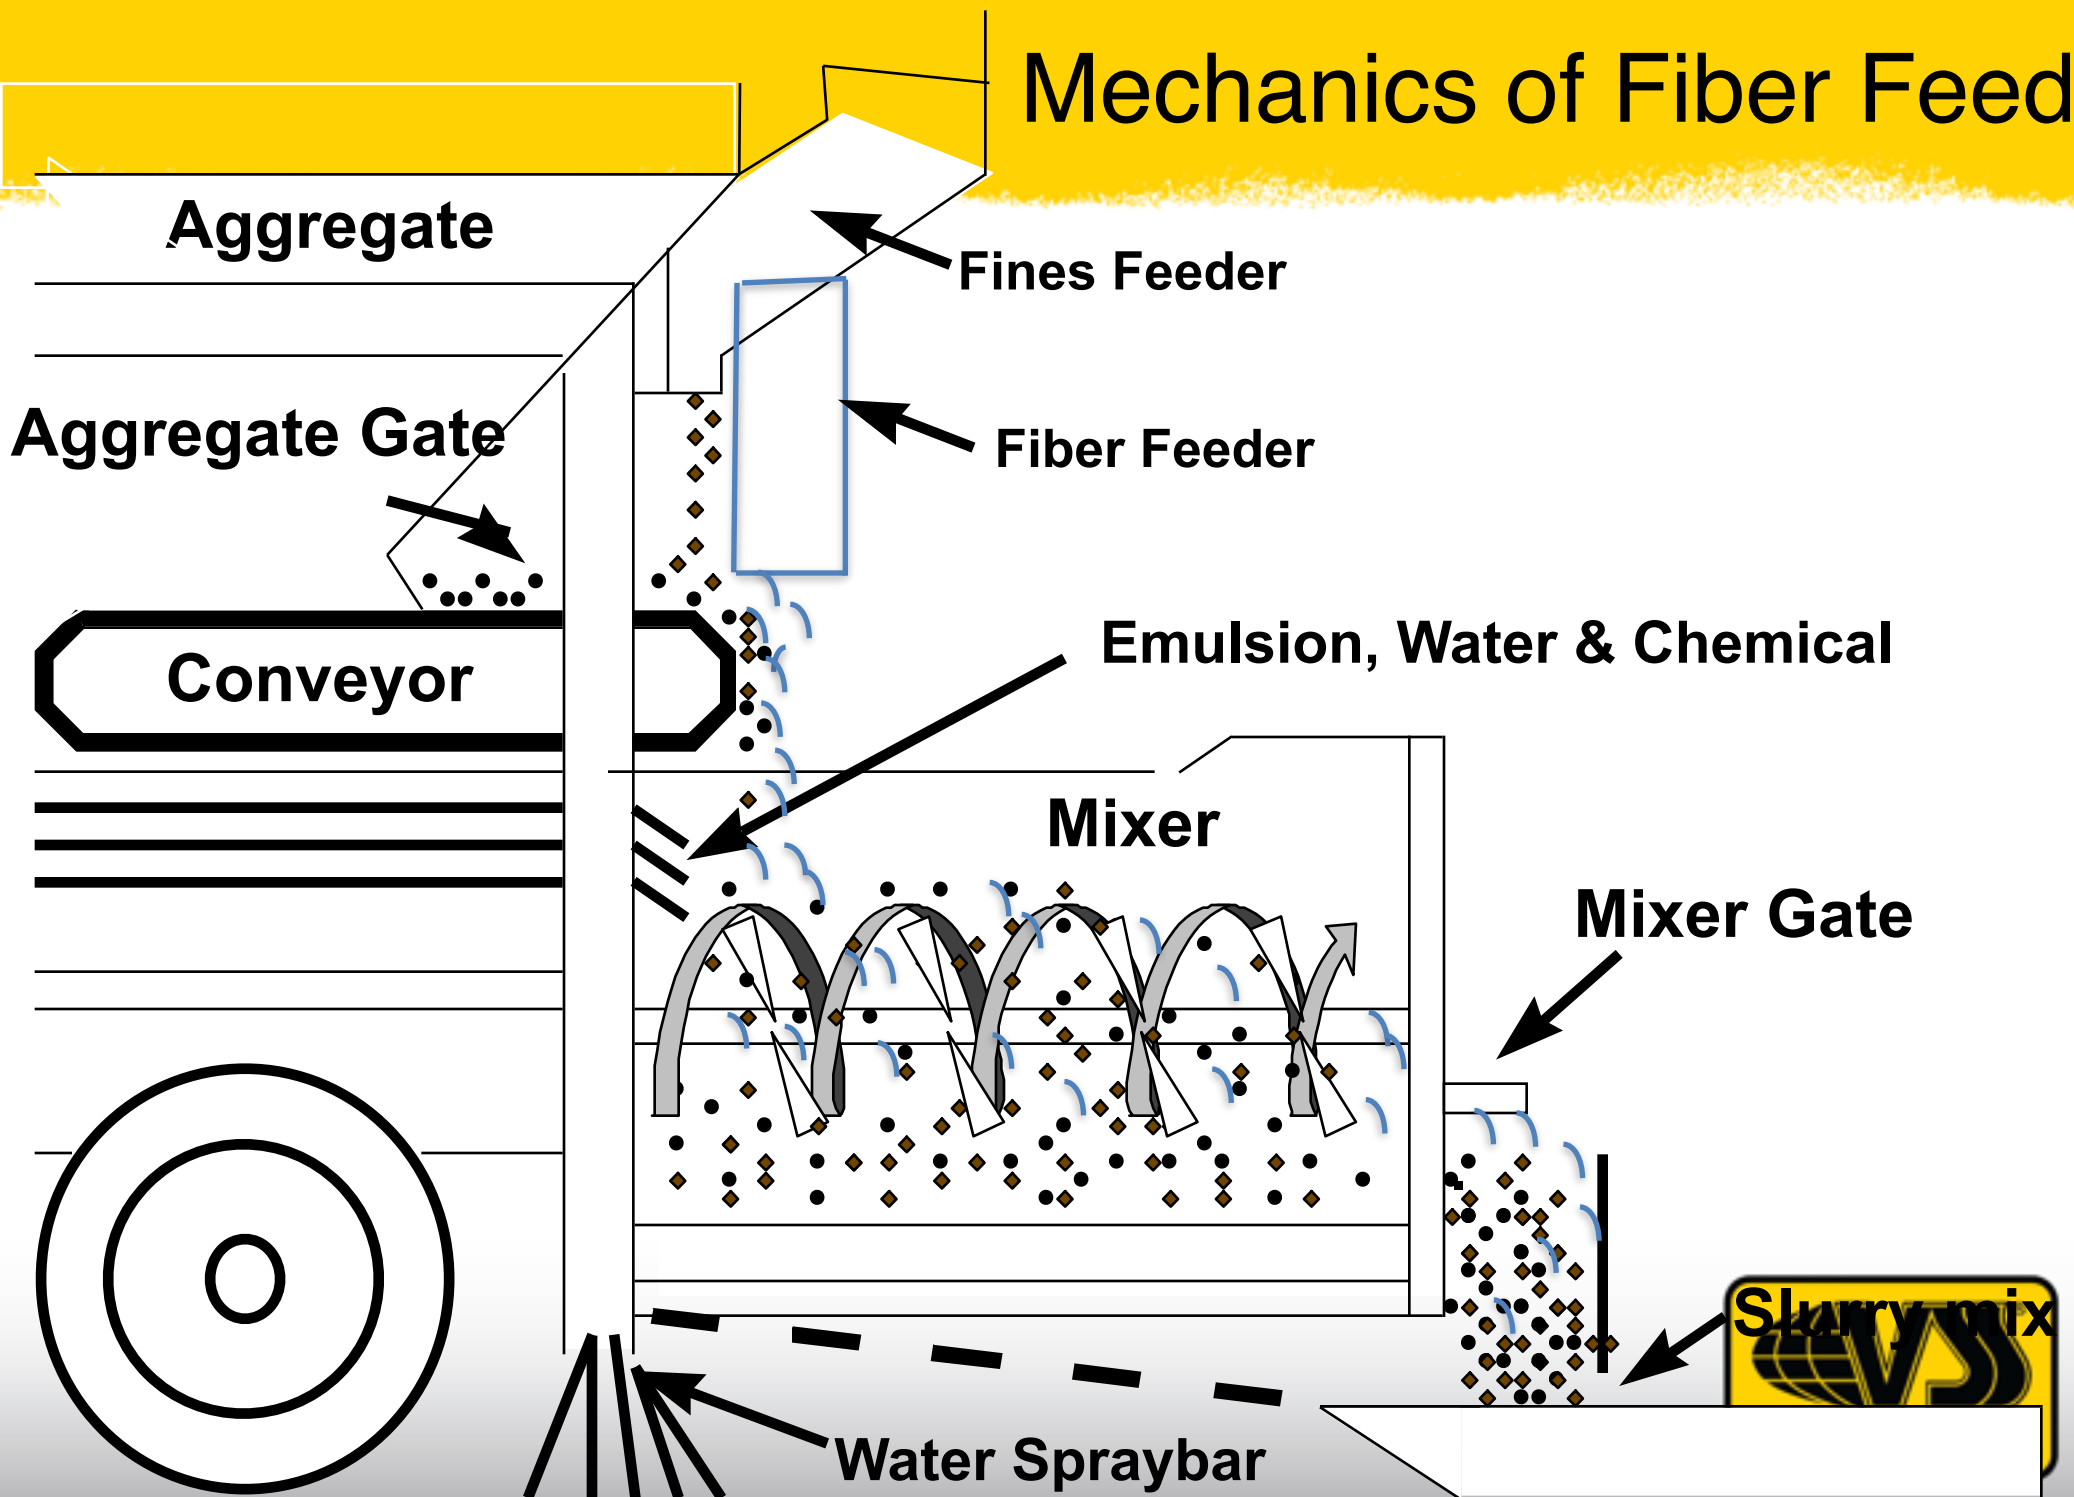 Mechanics of Fiber Feed
Aggregate
Fines Feeder
Aggregate Gate
Fiber Feeder
Emulsion, Water & Chemical
Conveyor
Mixer
Mixer Gate
Slurry mix
VSS
Water Spraybar